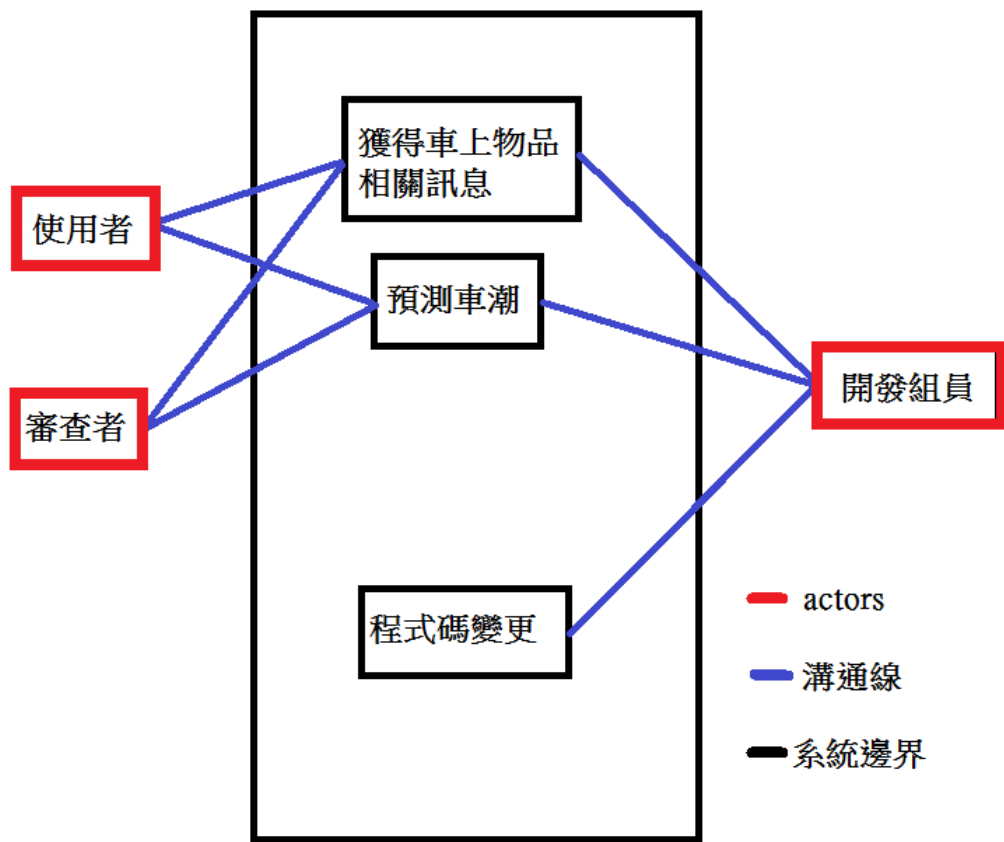 獲得車上物品
相關訊息
使用者
預測車潮
開發組員
審查者
程式碼變更
actors
溝通線
系統邊界